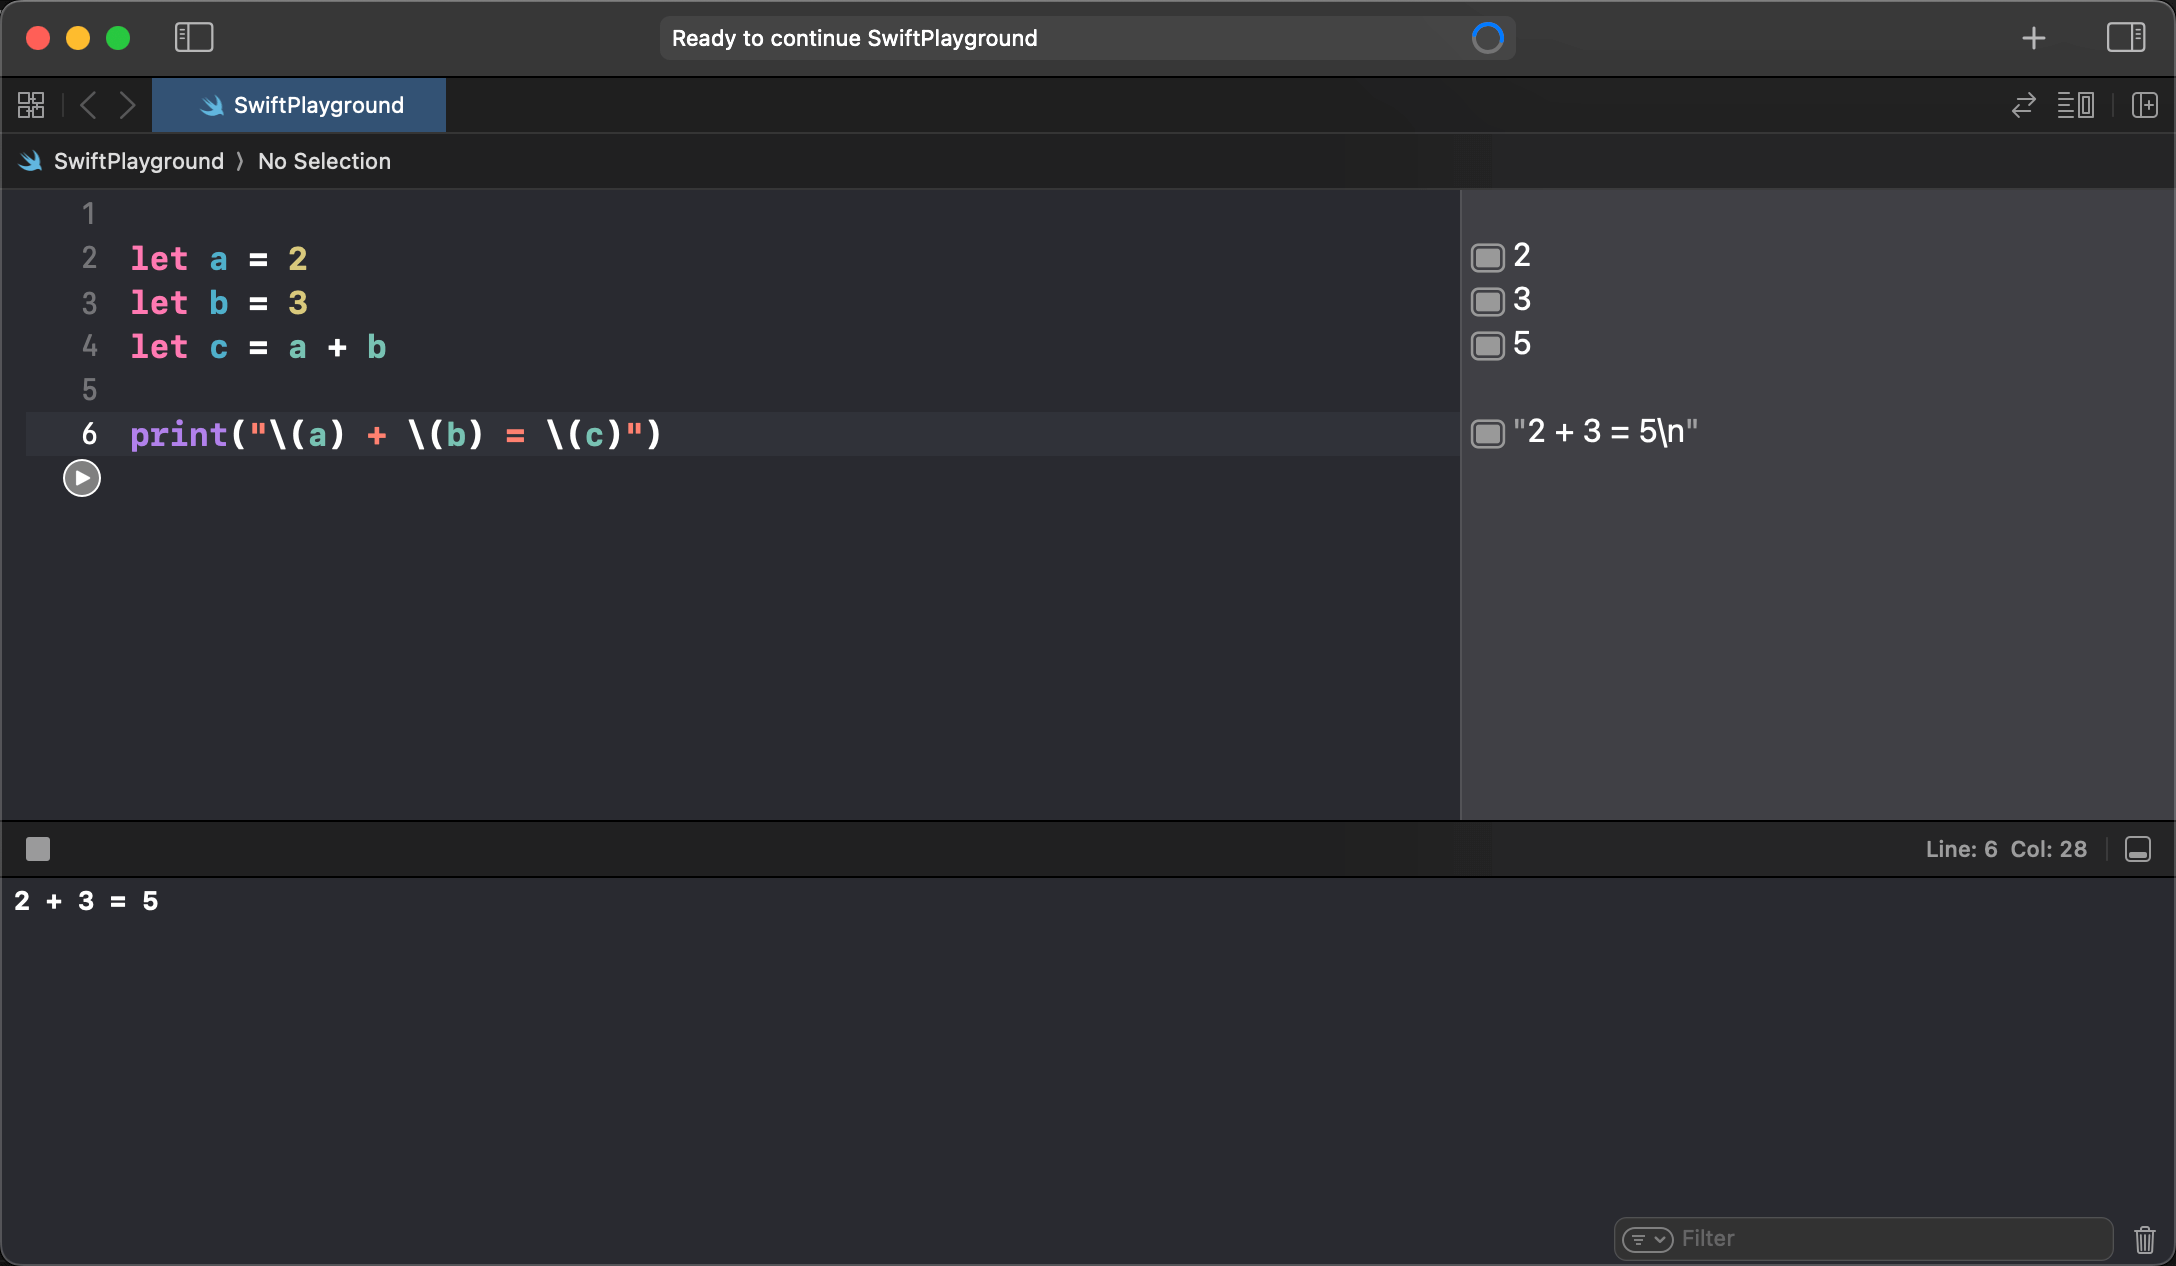 Ready to continue SwiftPlayground
SwiftPlayground
SwiftPlayground ⟩ No Selection
1
2 let a = 2
2
3 let b = 3
3
4 let c = a + b
5
5
6 print("\(a) + \(b) = \(c)")
"2 + 3 = 5\n"
Line: 6 Col: 28
2 + 3 = 5
Filter